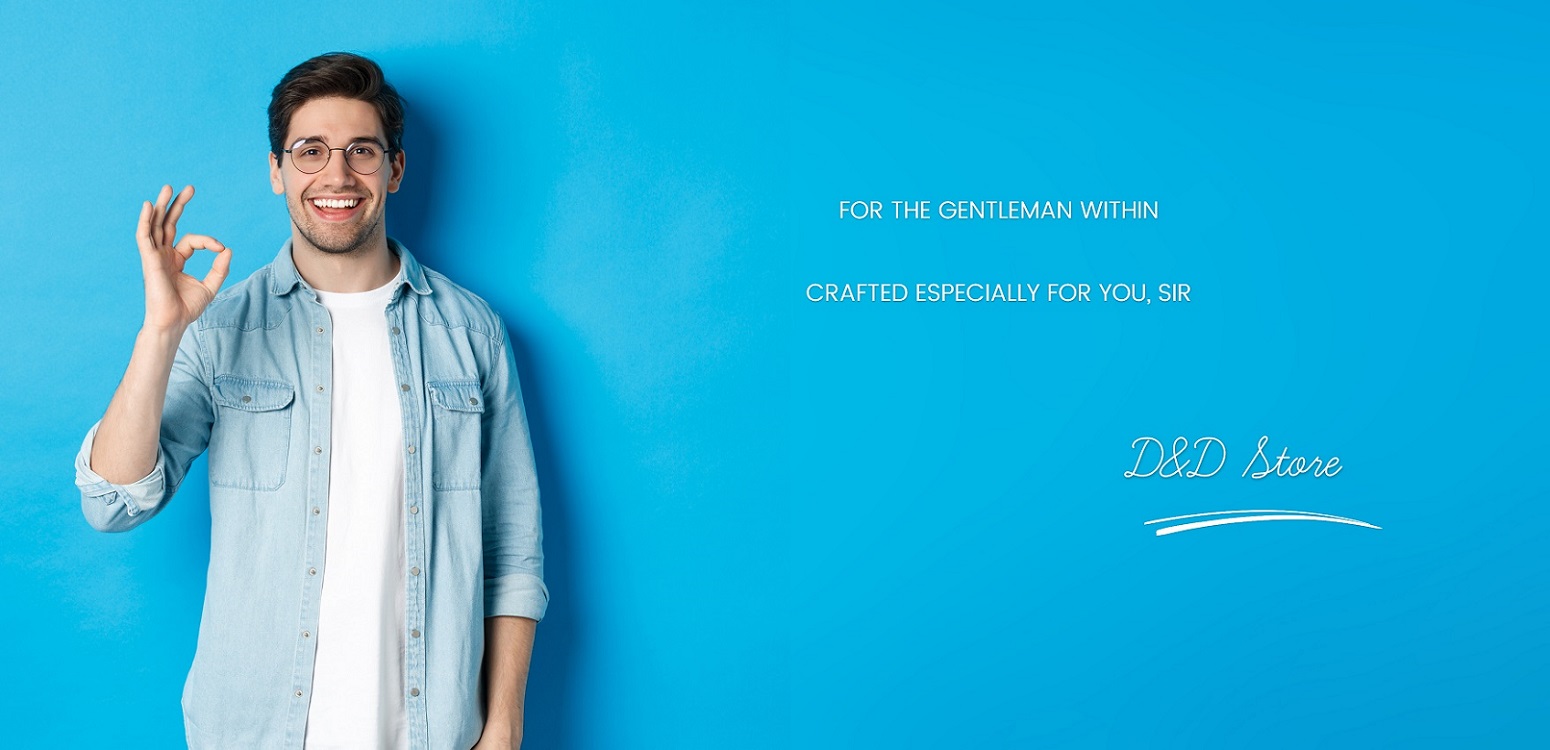 FOR THE GENTLEMAN WITHIN
CRAFTED ESPECIALLY FOR YOU, SIR
D&D Store